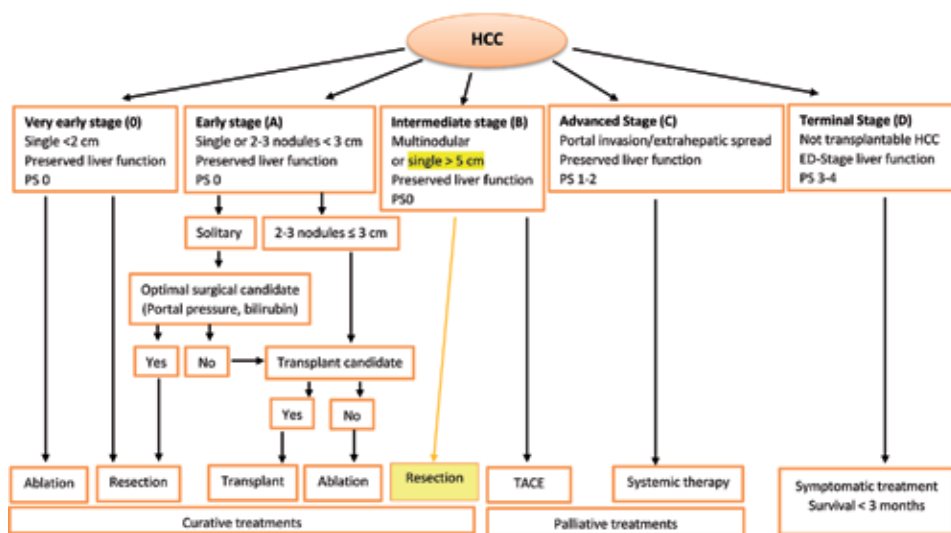 HCC
Very early stage (0)
Single <2 cm
Preserved liver function
PS 0
Early stage (A)
Single or 2-3 nodules < 3 cm
Preserved liver function
PS 0
Intermediate stage (B)
Multinodular
or single > 5 cm
Preserved liver function
PS0
Advanced Stage (C)
Portal invasion/extrahepatic spread
Preserved liver function
PS 1-2
Terminal Stage (D)
Not transplantable HCC
ED-Stage liver function
PS 3-4
Solitary
2-3 nodules ≤ 3 cm
Optimal surgical candidate
(Portal pressure, bilirubin)
Yes
No
Transplant candidate
Yes
No
Ablation
Resection
Transplant
Ablation
Resection
TACE
Systemic therapy
Symptomatic treatment
Survival < 3 months
Curative treatments
Palliative treatments